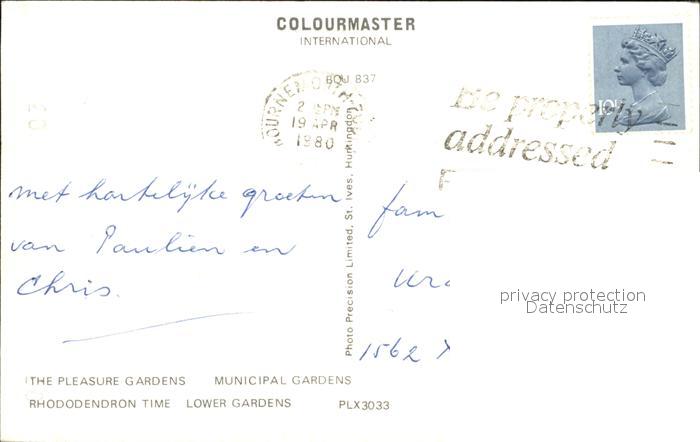 COLOURMASTER
INTERNATIONAL
BOU 837
BOURNEMOUTH
19 APR
1980
10P
Be properly
addressed
met hartelijke groeten
van Paulien en
Chris.
fam
1562
Photo Precision Limited, St. Ives, Huntingdon
privacy protection
Datenschutz
THE PLEASURE GARDENS MUNICIPAL GARDENS
RHODODENDRON TIME LOWER GARDENS PLX3033